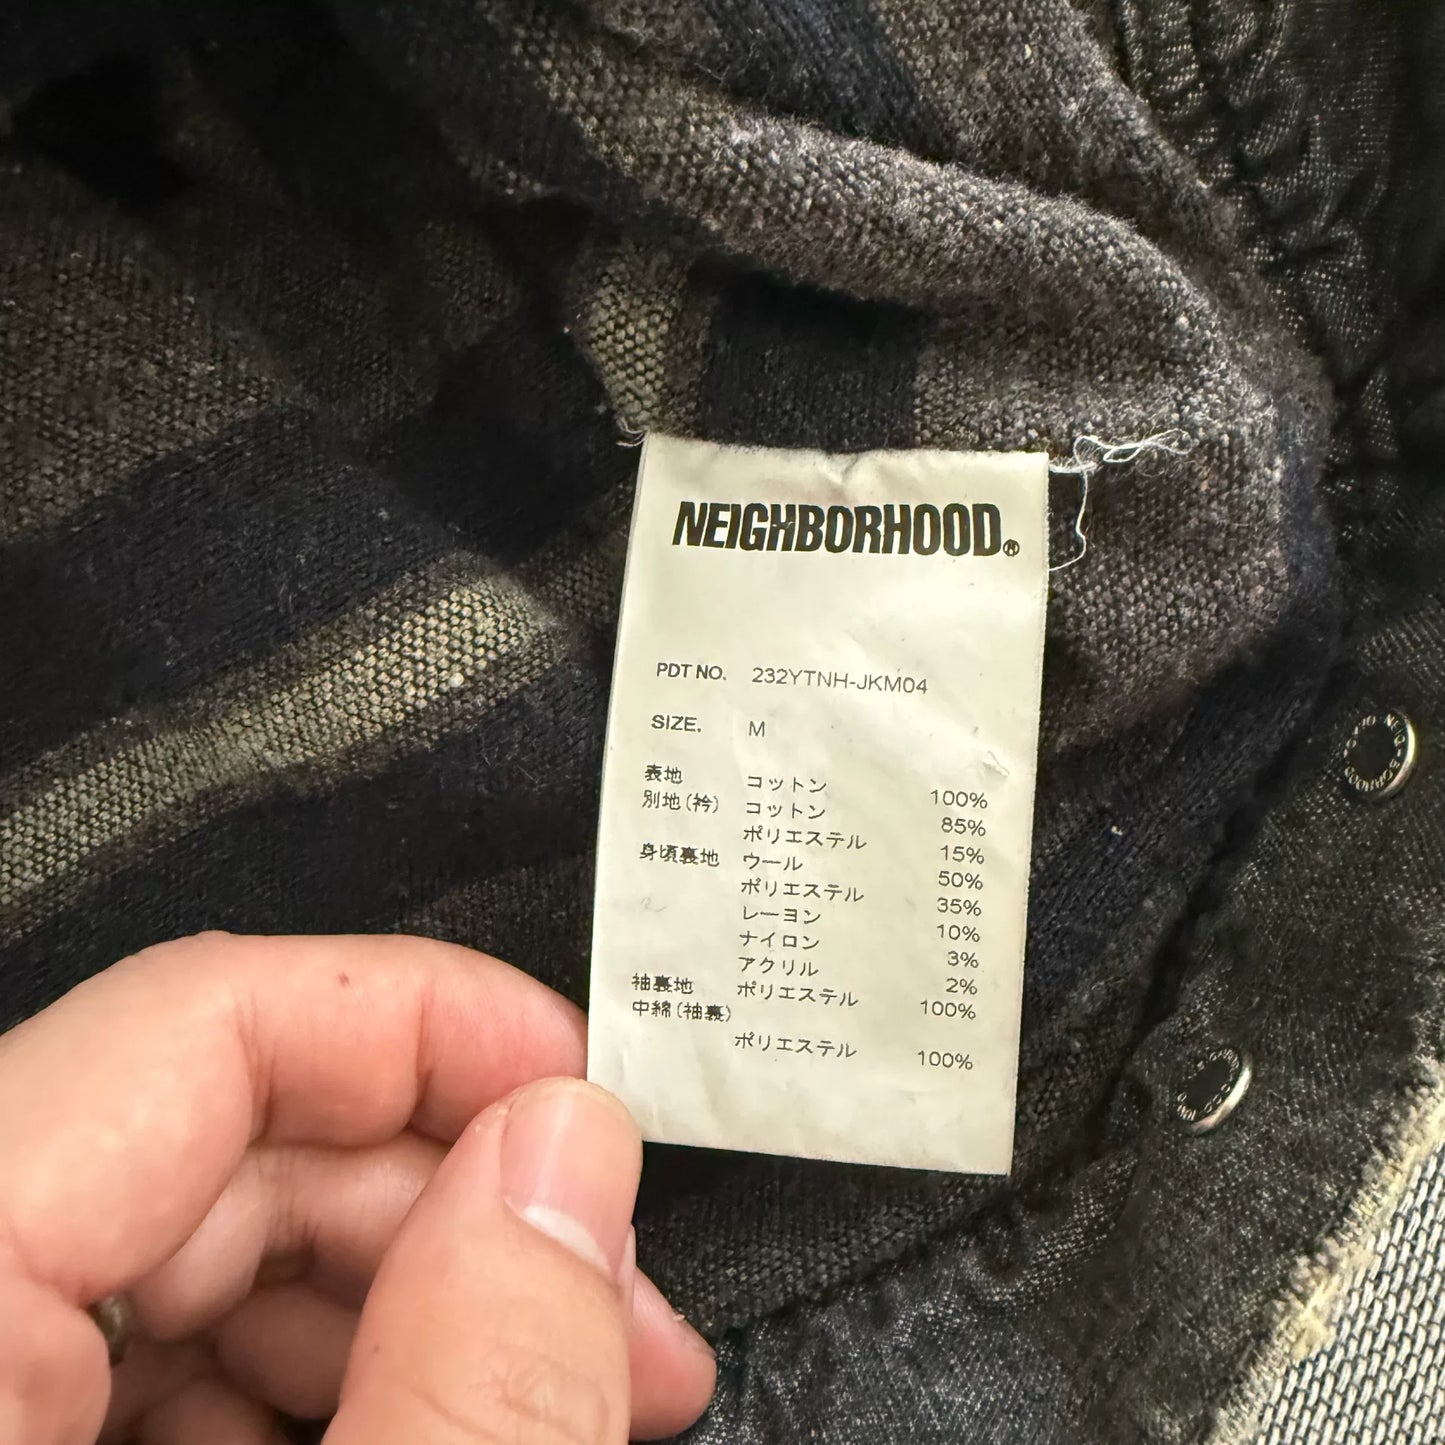 NEIGHBORHOOD®
PDT NO. 232YTNH-JKM04
SIZE. M
表地 コットン 100%
別地(衿) コットン 85%
ポリエステル 15%
身頃裏地 ウール 50%
ポリエステル 35%
レーヨン 10%
ナイロン 3%
アクリル 2%
袖裏地 ポリエステル 100%
中綿(袖裏)
ポリエステル 100%